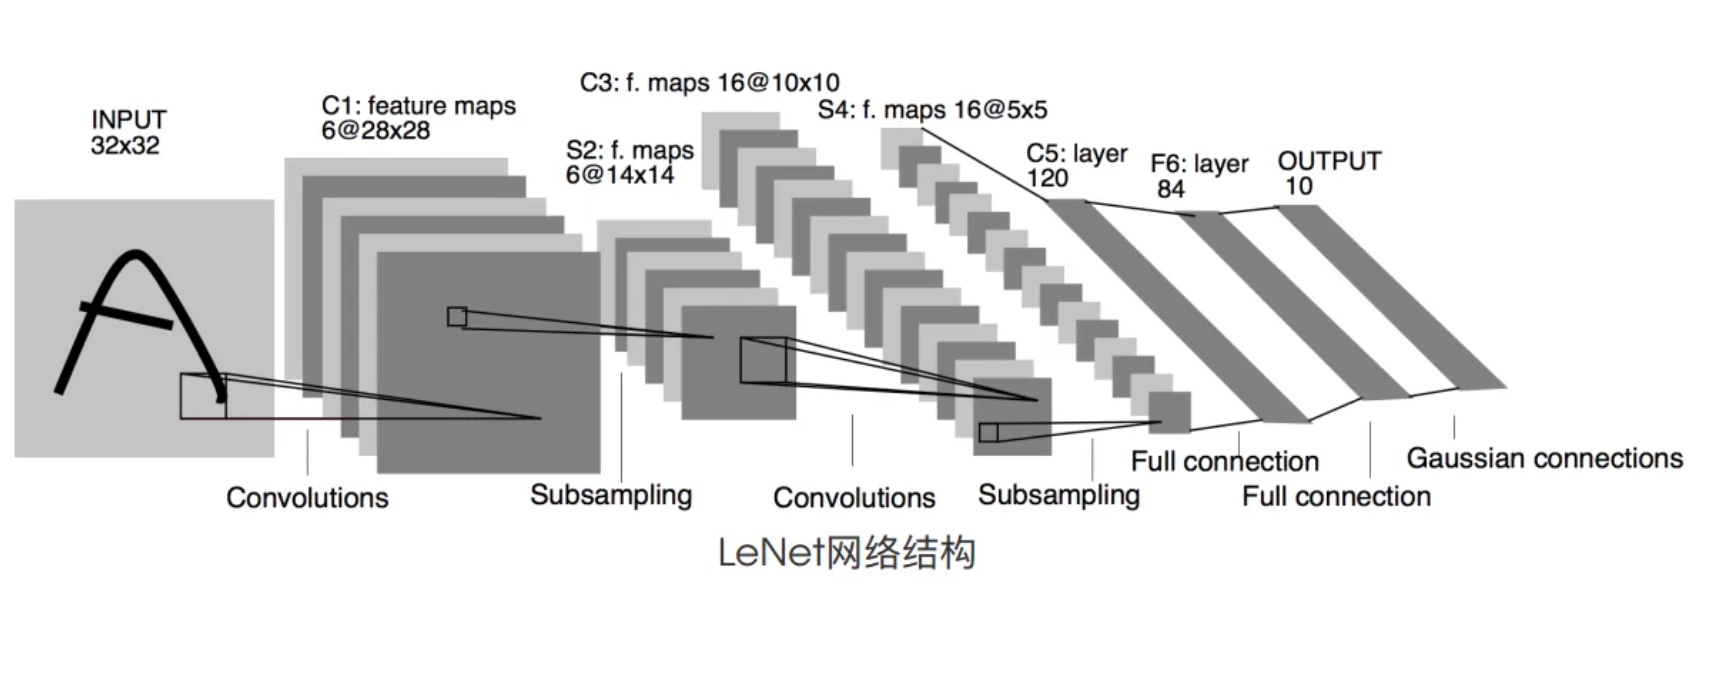 INPUT
32x32
C1: feature maps
6@28x28
S2: f. maps
6@14x14
C3: f. maps 16@10x10
S4: f. maps 16@5x5
C5: layer
120
F6: layer
84
OUTPUT
10
Convolutions
Subsampling
Convolutions
Subsampling
Full connection
Full connection
Gaussian connections
LeNet网络结构